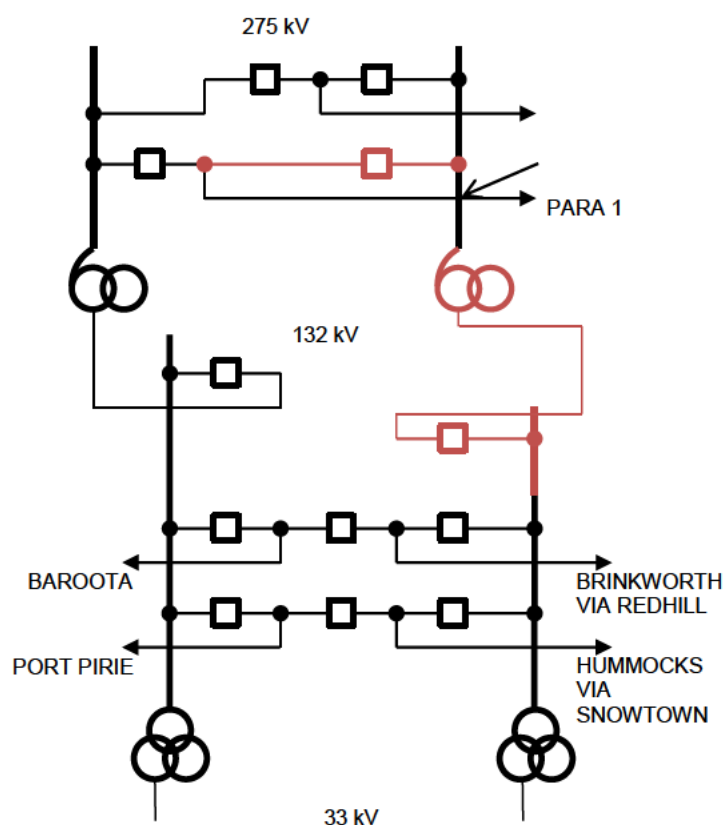 275 kV
PARA 1
132 kV
BAROOTA
BRINKWORTH
VIA REDHILL
PORT PIRIE
HUMMOCKS
VIA
SNOWTOWN
33 kV